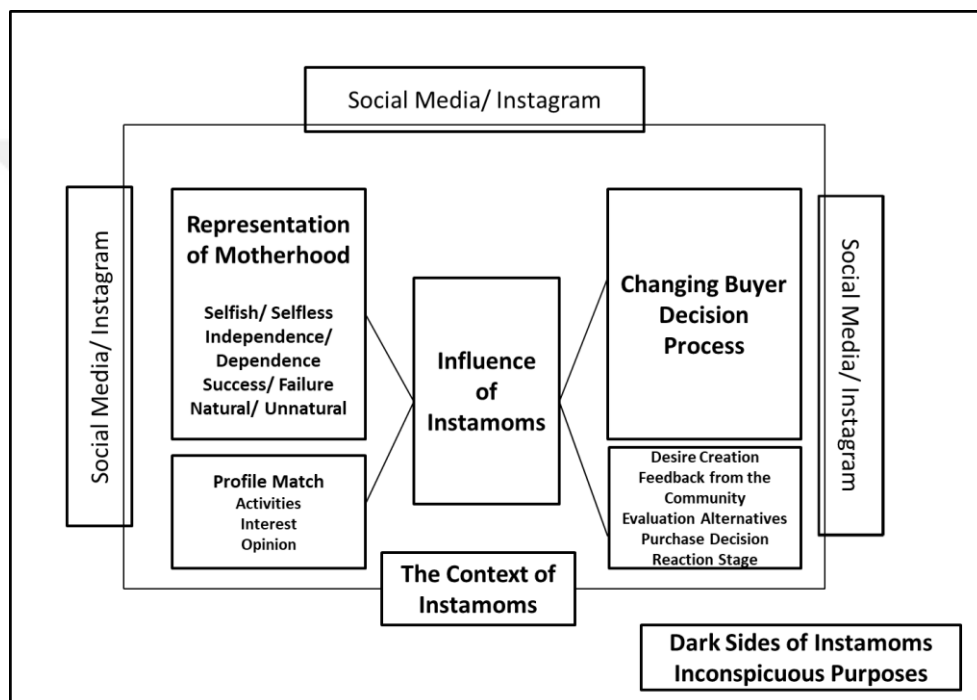 Social Media/ Instagram
Social Media/ Instagram
Representation
of Motherhood
Selfish/ Selfless
Independence/
Dependence
Success/ Failure
Natural/ Unnatural
Profile Match
Activities
Interest
Opinion
Influence
of
Instamoms
Changing Buyer
Decision
Process
Desire Creation
Feedback from the
Community
Evaluation Alternatives
Purchase Decision
Reaction Stage
Social Media/ Instagram
The Context of
Instamoms
Dark Sides of Instamoms
Inconspicuous Purposes